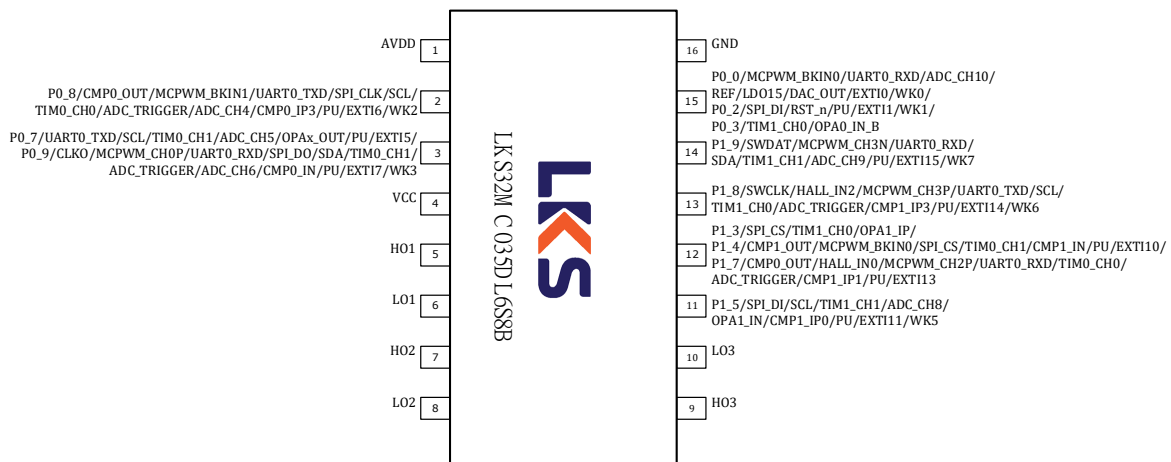 AVDD
1
P0_8/CMP0_OUT/MCPWM_BKIN1/UART0_TXD/SPI_CLK/SCL/
TIM0_CH0/ADC_TRIGGER/ADC_CH4/CMP0_IP3/PU/EXTI6/WK2
2
P0_7/UART0_TXD/SCL/TIM0_CH1/ADC_CH5/OPAx_OUT/PU/EXTI5/
P0_9/CLKO/MCPWM_CH0P/UART0_RXD/SPI_DO/SDA/TIM0_CH1/
ADC_TRIGGER/ADC_CH6/CMP0_IN/PU/EXTI7/WK3
3
VCC
4
HO1
5
LO1
6
HO2
7
LO2
8
LKS32MC035DL6S8B
LKS
16
GND
P0_0/MCPWM_BKIN0/UART0_RXD/ADC_CH10/
REF/LDO15/DAC_OUT/EXTI0/WK0/
15
P0_2/SPI_DI/RST_n/PU/EXTI1/WK1/
P0_3/TIM1_CH0/OPA0_IN_B
14
P1_9/SWDAT/MCPWM_CH3N/UART0_RXD/
SDA/TIM1_CH1/ADC_CH9/PU/EXTI15/WK7
13
P1_8/SWCLK/HALL_IN2/MCPWM_CH3P/UART0_TXD/SCL/
TIM1_CH0/ADC_TRIGGER/CMP1_IP3/PU/EXTI14/WK6
P1_3/SPI_CS/TIM1_CH0/OPA1_IP/
P1_4/CMP1_OUT/MCPWM_BKIN0/SPI_CS/TIM0_CH1/CMP1_IN/PU/EXTI10/
12
P1_7/CMP0_OUT/HALL_IN0/MCPWM_CH2P/UART0_RXD/TIM0_CH0/
ADC_TRIGGER/CMP1_IP1/PU/EXTI13
11
P1_5/SPI_DI/SCL/TIM1_CH1/ADC_CH8/
OPA1_IN/CMP1_IP0/PU/EXTI11/WK5
10
LO3
9
HO3